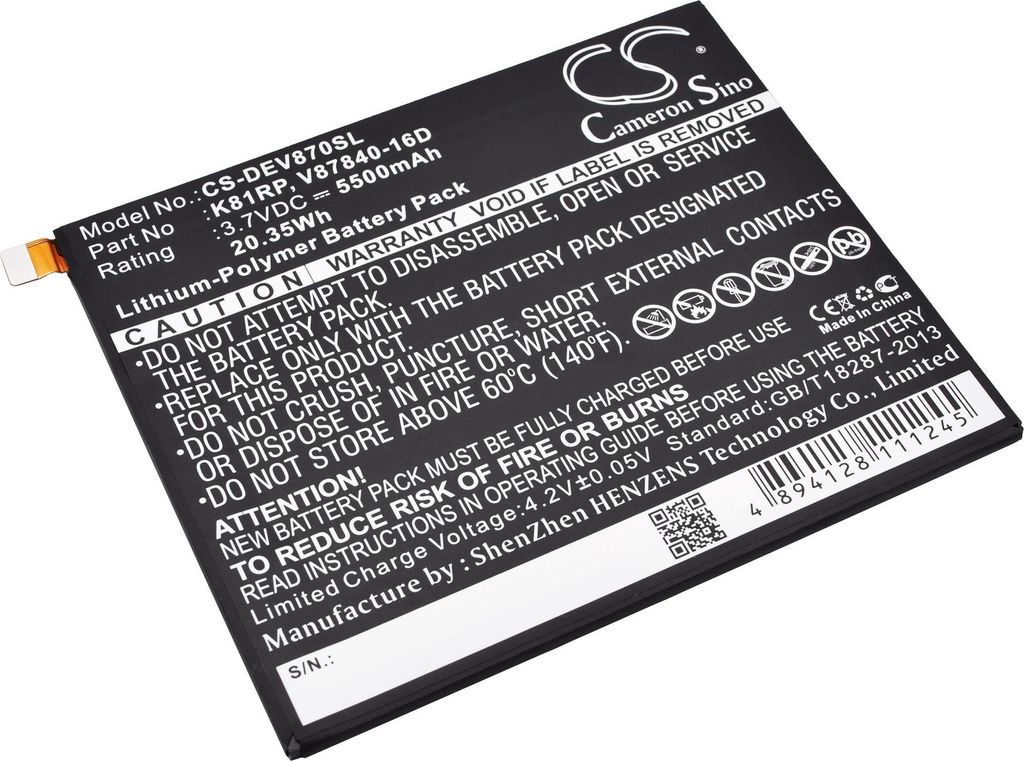 CS
Cameron Sino
®
Model No.: CS-DEV870SL
Part No : K81RP, V87840-16D
Rating : 3.7VDC ⎓ 5500mAh
20.35Wh
Lithium-Polymer Battery Pack
CAUTION WARRANTY VOID IF LABEL IS REMOVED
•DO NOT ATTEMPT TO DISASSEMBLE, OPEN OR SERVICE
THE BATTERY PACK.
•REPLACE ONLY WITH THE BATTERY PACK DESIGNATED
FOR THIS PRODUCT.
•DO NOT CRUSH, PUNCTURE, SHORT EXTERNAL CONTACTS,
OR DISPOSE OF IN FIRE OR WATER.
•DO NOT STORE ABOVE 60°C (140°F).
CE
Li-Polymer
Made In China
ATTENTION:
NEW BATTERY PACK MUST BE FULLY CHARGED BEFORE USE
TO REDUCE RISK OF FIRE OR BURNS
READ INSTRUCTIONS OPERATING GUIDE BEFORE USING THE BATTERY
Limited Charge Voltage:4.2V±0.05V Standard:GB/T18287-2013
Manufacture by : ShenZhen HENZENS Technology Co., Limited
4 894128 111245
S/N.: